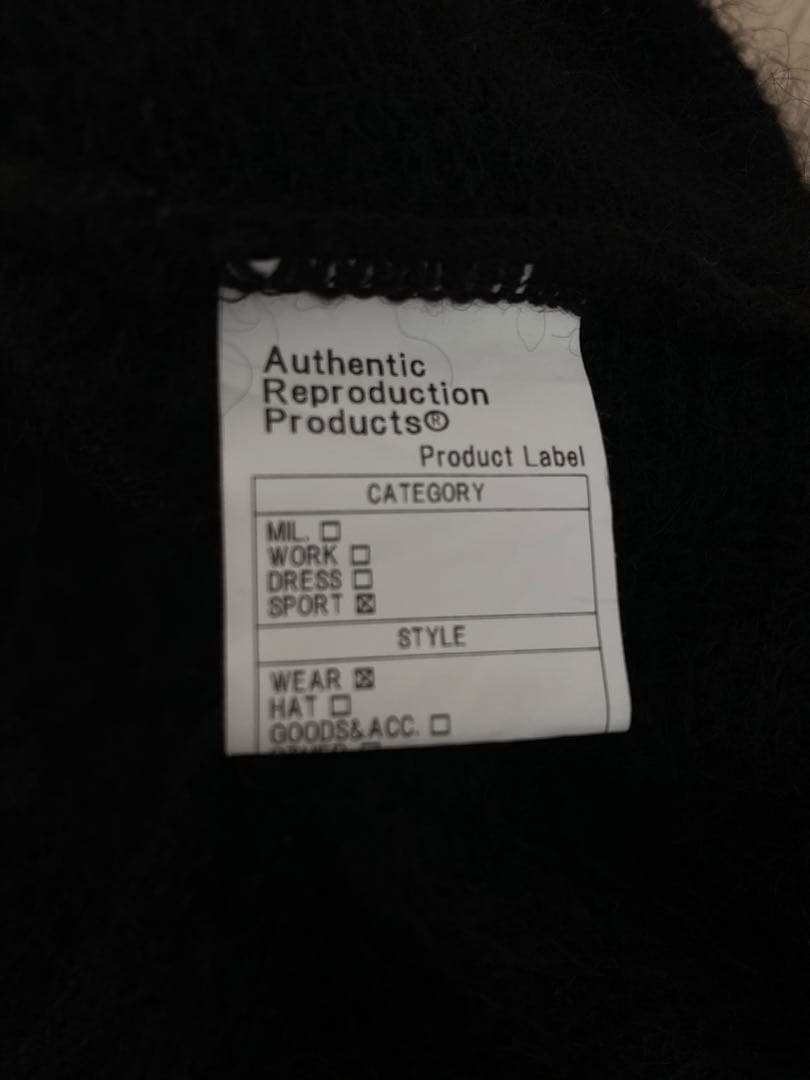 Authentic
Reproduction
Products®
Product Label
CATEGORY
MIL. ☐
WORK ☐
DRESS ☐
SPORT ☒
STYLE
WEAR ☒
HAT ☐
GOODS&ACC. ☐